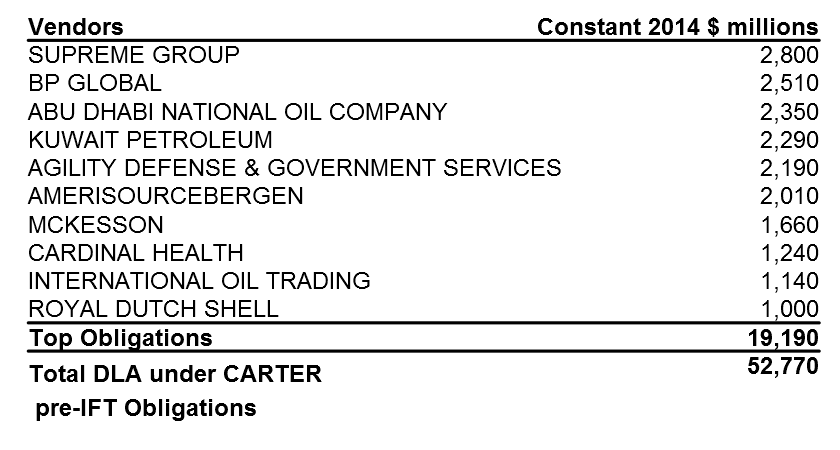 Vendors Constant 2014 $ millions
SUPREME GROUP 2,800
BP GLOBAL 2,510
ABU DHABI NATIONAL OIL COMPANY 2,350
KUWAIT PETROLEUM 2,290
AGILITY DEFENSE & GOVERNMENT SERVICES 2,190
AMERISOURCEBERGEN 2,010
MCKESSON 1,660
CARDINAL HEALTH 1,240
INTERNATIONAL OIL TRADING 1,140
ROYAL DUTCH SHELL 1,000
Top Obligations 19,190
Total DLA under CARTER 52,770
pre-IFT Obligations